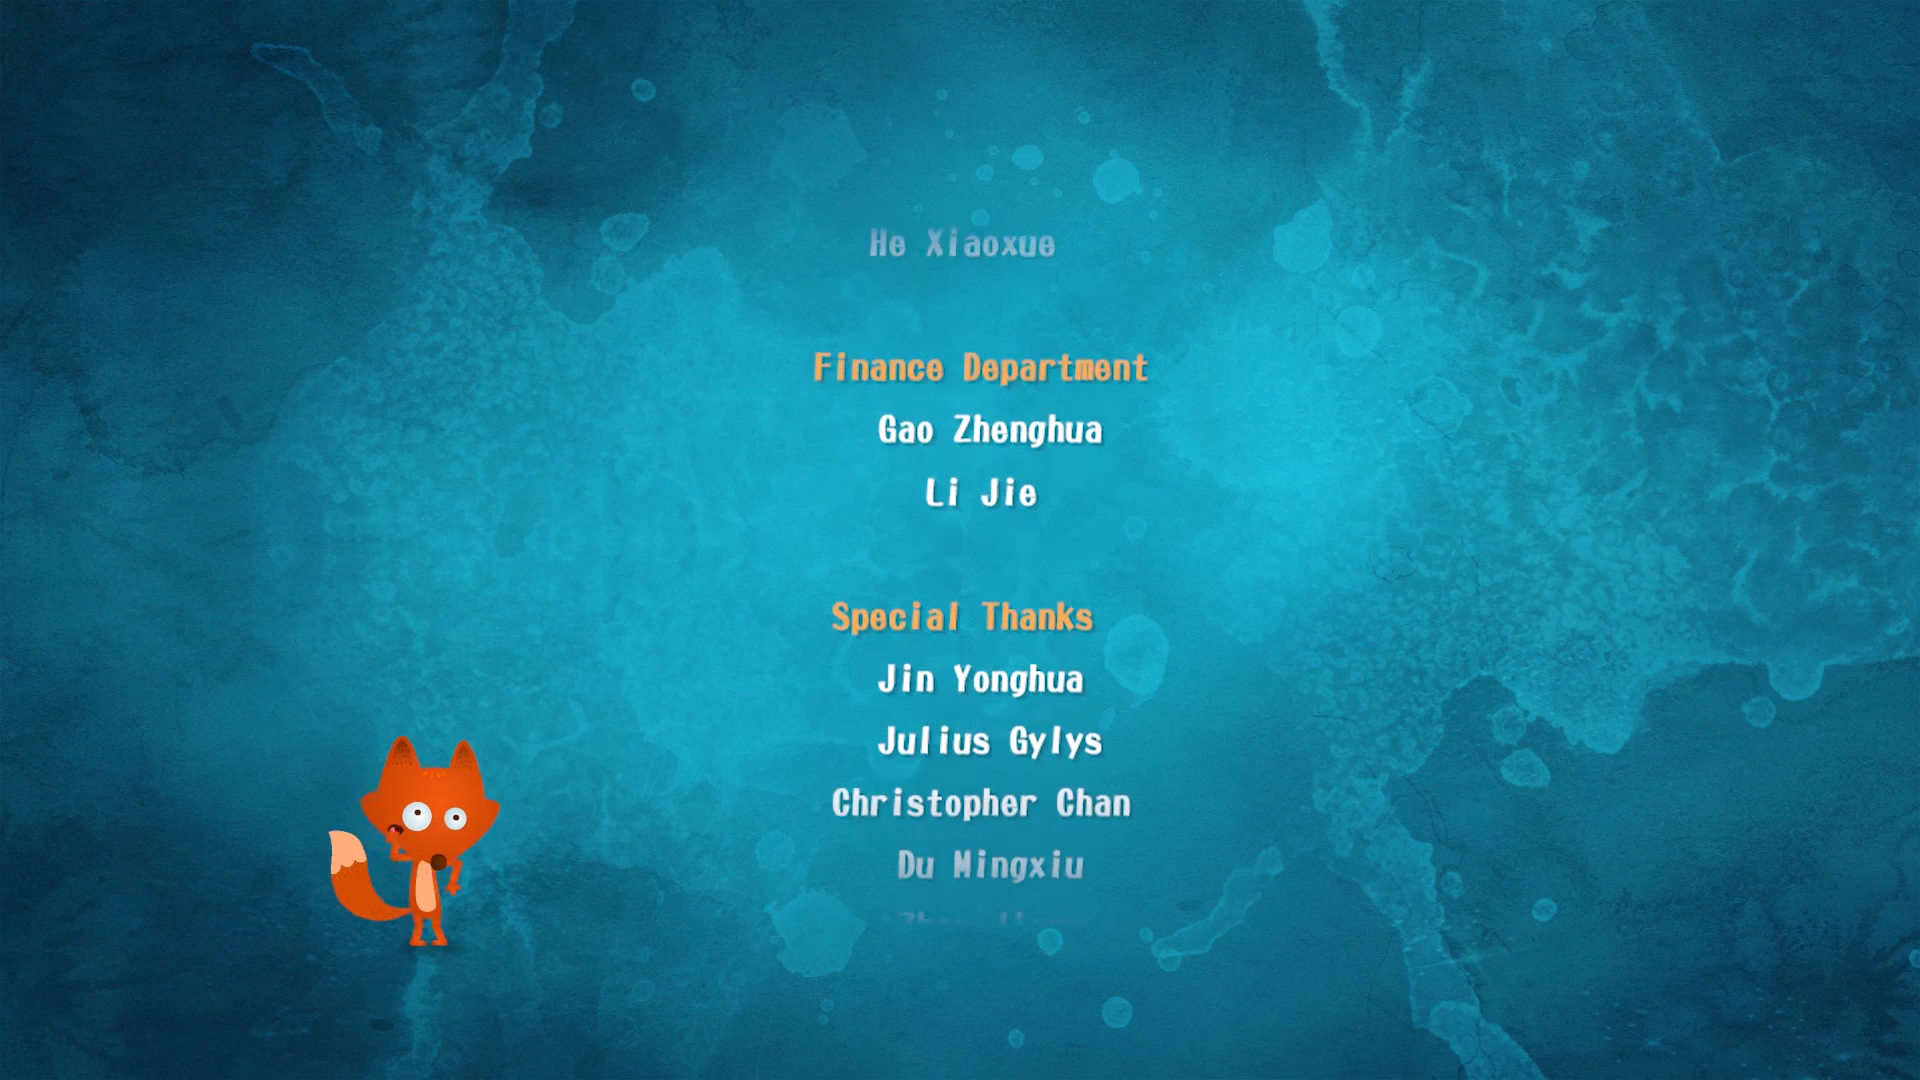 He Xiaoxue
Finance Department
Gao Zhenghua
Li Jie
Special Thanks
Jin Yonghua
Julius Gylys
Christopher Chan
Du Mingxiu